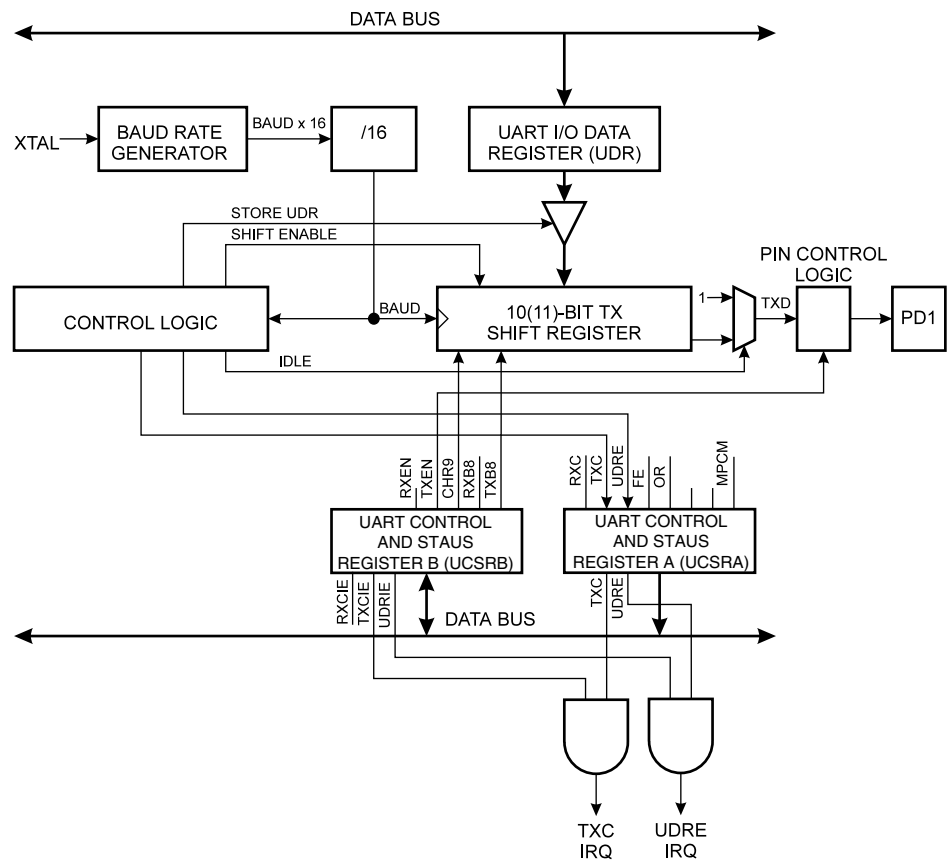 DATA BUS
XTAL
BAUD RATE
GENERATOR
BAUD x 16
/16
UART I/O DATA
REGISTER (UDR)
STORE UDR
SHIFT ENABLE
PIN CONTROL
LOGIC
CONTROL LOGIC
BAUD
10(11)-BIT TX
SHIFT REGISTER
1
TXD
PD1
IDLE
RXEN
TXEN
CHR9
RXB8
TXB8
RXC
TXC
UDRE
FE
OR
MPCM
UART CONTROL
AND STAUS
REGISTER B (UCSRB)
UART CONTROL
AND STAUS
REGISTER A (UCSRA)
RXCIE
TXCIE
UDRIE
TXC
UDRE
DATA BUS
TXC
IRQ
UDRE
IRQ